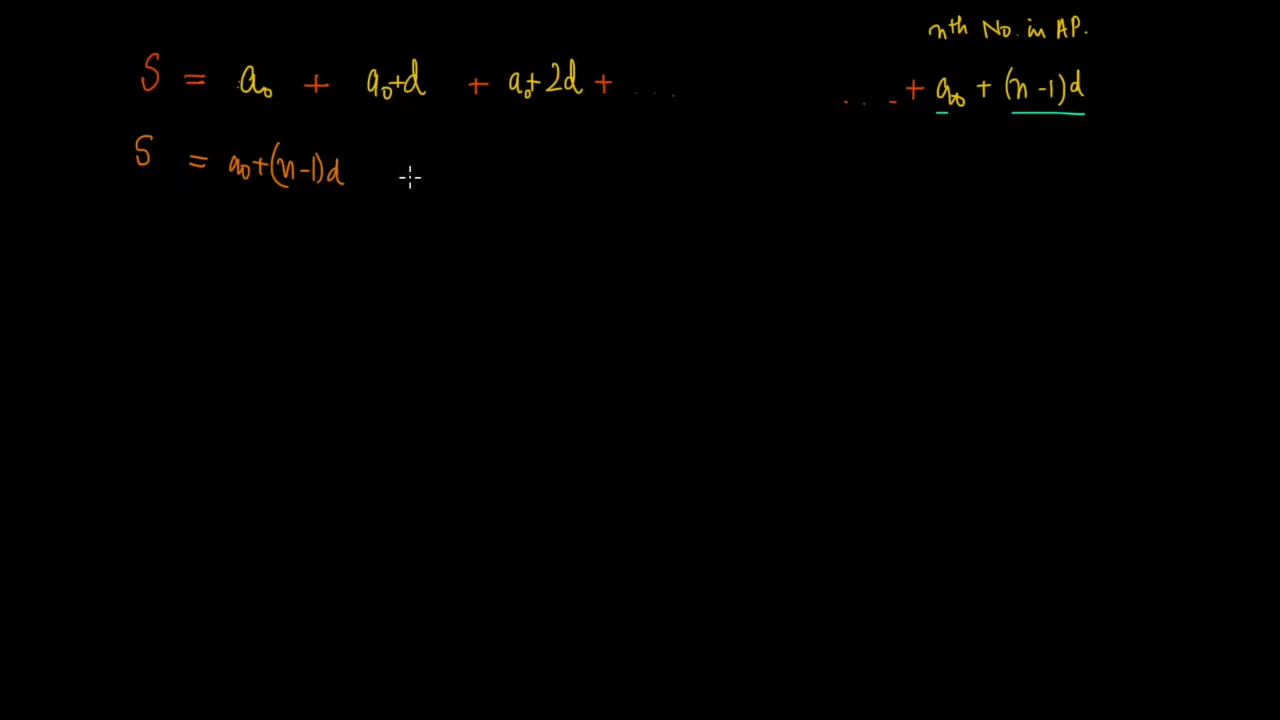 nth No. in AP.
S = a₀ + a₀+d + a₀+2d + ... ... + a₀ + (n-1)d
S = a₀+(n-1)d